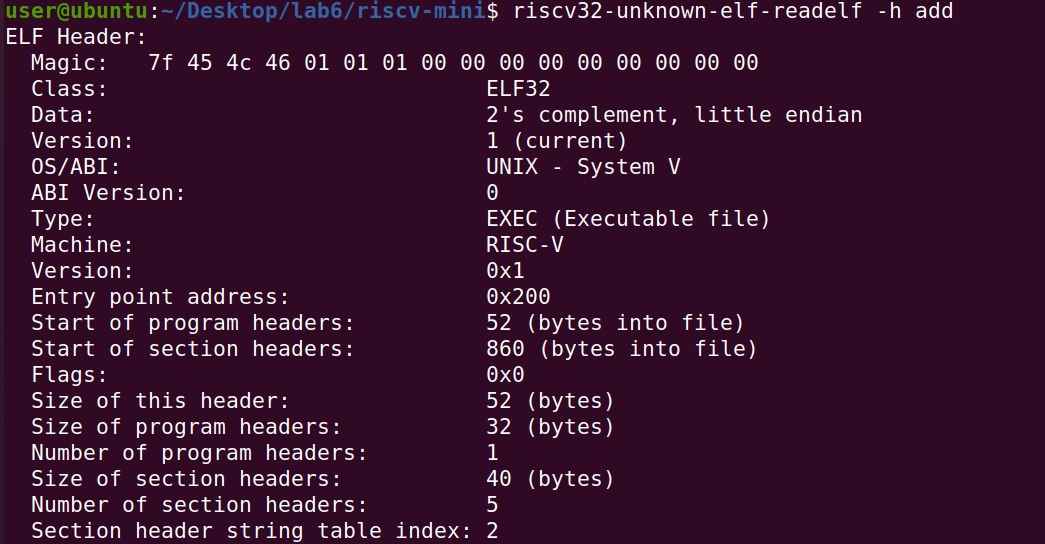 user@ubuntu:~/Desktop/lab6/riscv-mini$ riscv32-unknown-elf-readelf -h add
ELF Header:
  Magic:   7f 45 4c 46 01 01 01 00 00 00 00 00 00 00 00 00
  Class:                             ELF32
  Data:                              2's complement, little endian
  Version:                           1 (current)
  OS/ABI:                            UNIX - System V
  ABI Version:                       0
  Type:                              EXEC (Executable file)
  Machine:                           RISC-V
  Version:                           0x1
  Entry point address:               0x200
  Start of program headers:          52 (bytes into file)
  Start of section headers:          860 (bytes into file)
  Flags:                             0x0
  Size of this header:               52 (bytes)
  Size of program headers:           32 (bytes)
  Number of program headers:         1
  Size of section headers:           40 (bytes)
  Number of section headers:         5
  Section header string table index: 2